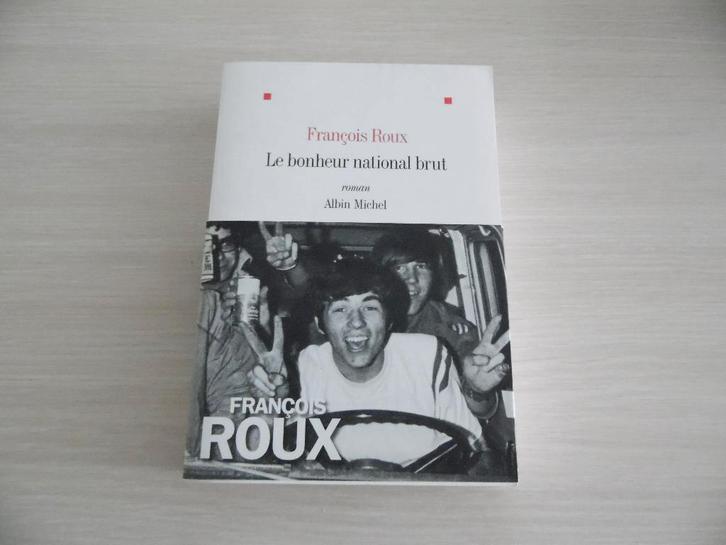 François Roux
Le bonheur national brut
roman
Albin Michel
FRANÇOIS
ROUX